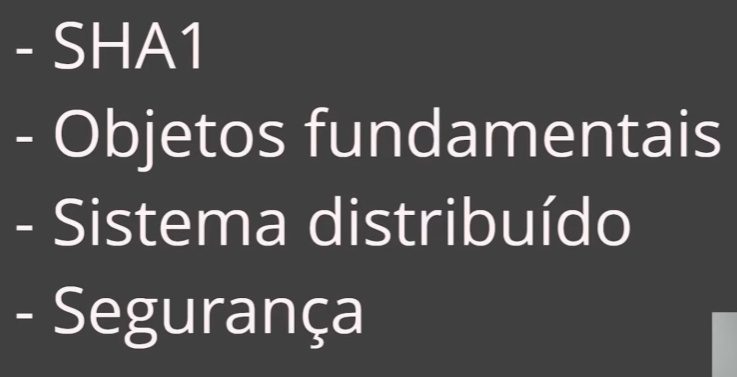 - SHA1
- Objetos fundamentais
- Sistema distribuído
- Segurança